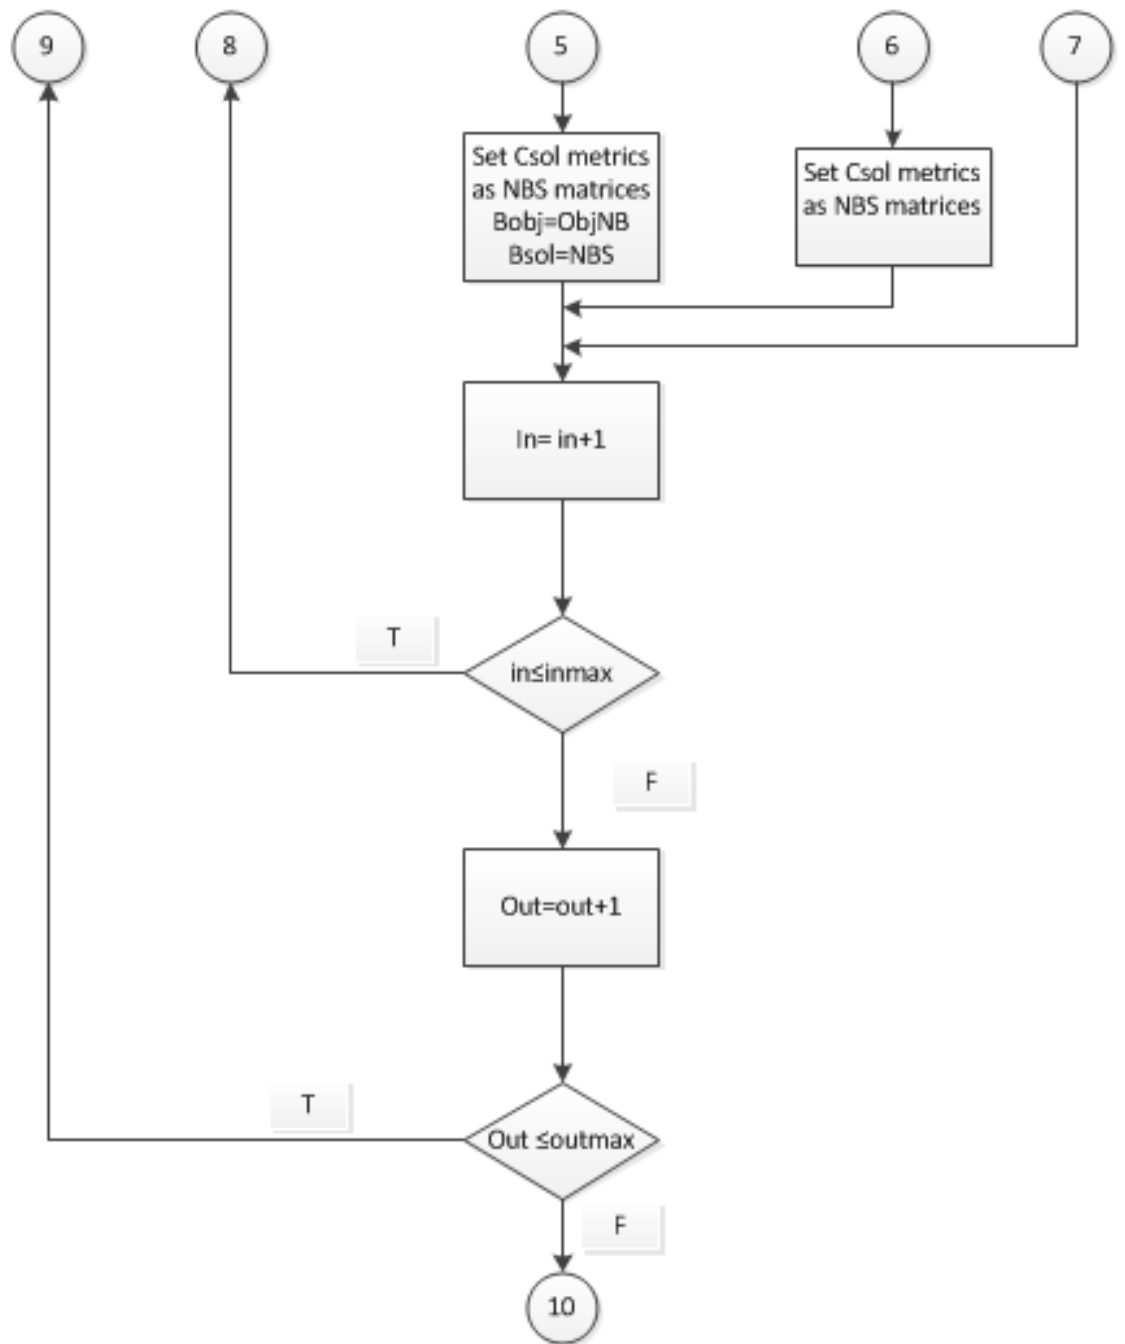 9
8
5
6
7
Set Csol metrics
as NBS matrices
Bobj=ObjNB
Bsol=NBS
Set Csol metrics
as NBS matrices
In= in+1
T
in≤inmax
F
Out=out+1
T
Out ≤outmax
F
10